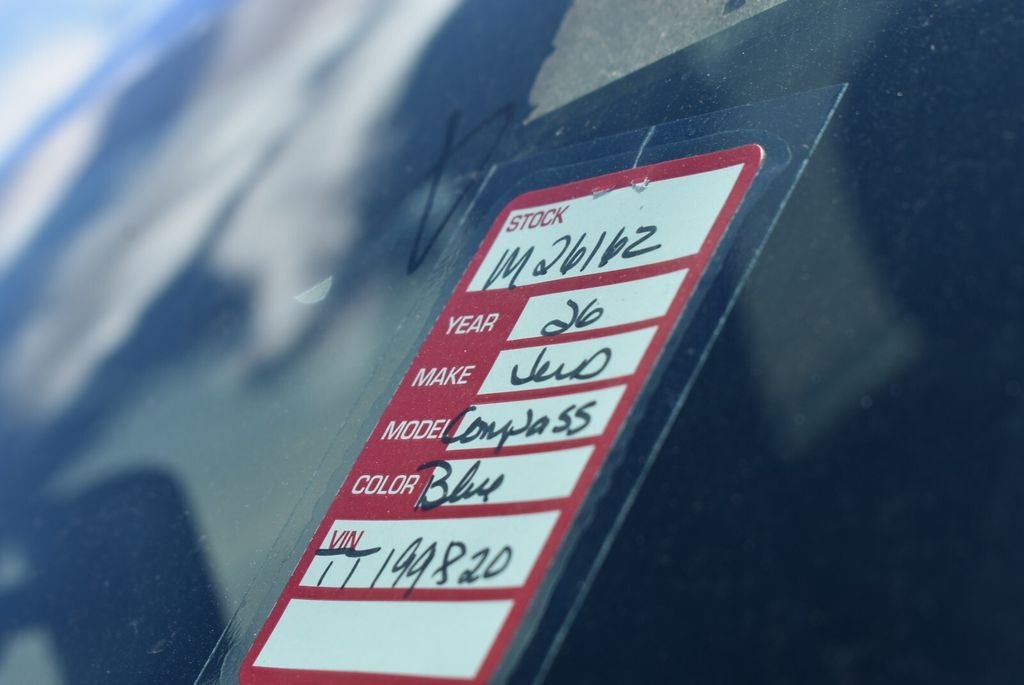 STOCK
M26162
YEAR 26
MAKE Jeep
MODEL Compass
COLOR Blue
VIN
TT199820